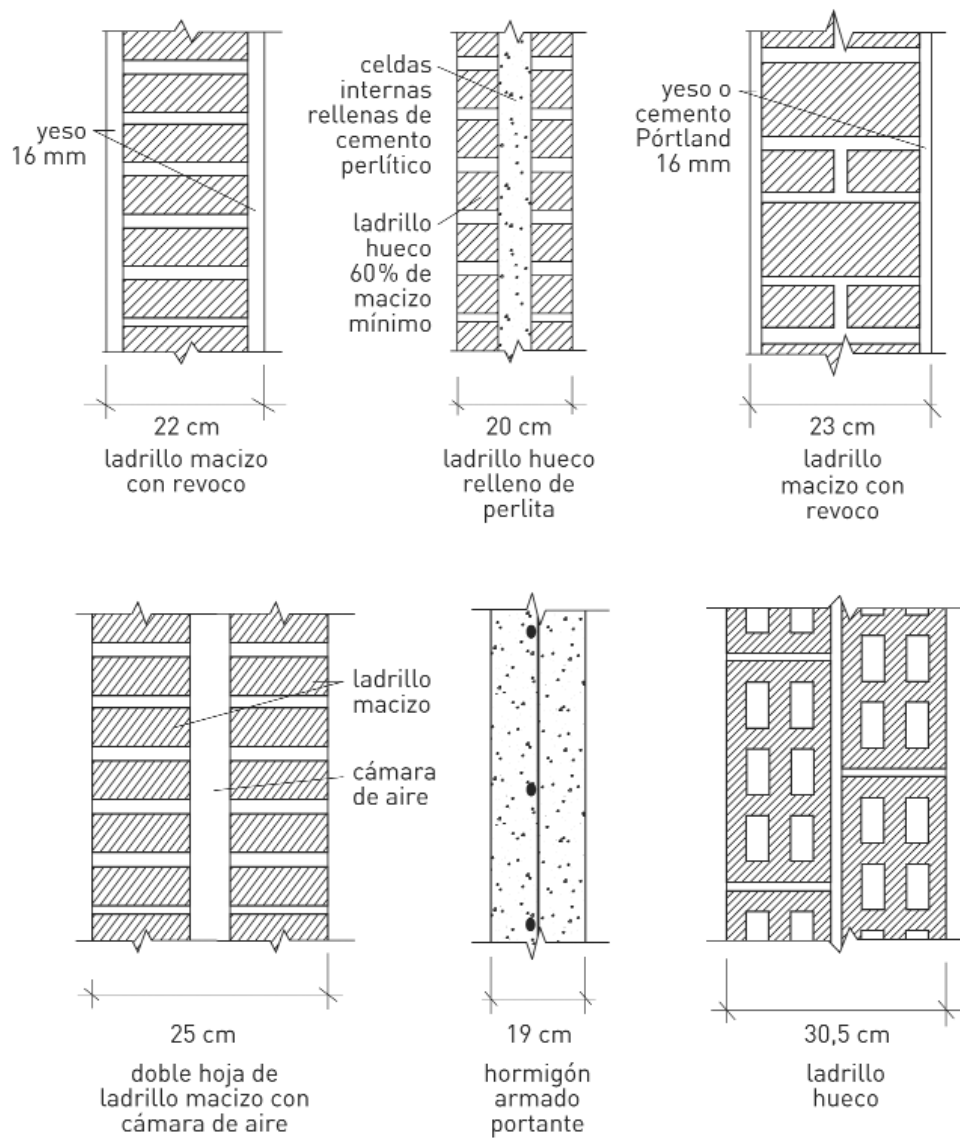 yeso
16 mm
22 cm
ladrillo macizo
con revoco
celdas
internas
rellenas de
cemento
perlítico
ladrillo
hueco
60% de
macizo
mínimo
20 cm
ladrillo hueco
relleno de
perlita
yeso o
cemento
Pórtland
16 mm
23 cm
ladrillo
macizo con
revoco
ladrillo
macizo
cámara
de aire
25 cm
doble hoja de
ladrillo macizo con
cámara de aire
19 cm
hormigón
armado
portante
30,5 cm
ladrillo
hueco